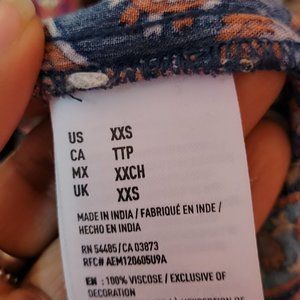 US XXS
CA TTP
MX XXCH
UK XXS
MADE IN INDIA / FABRIQUÉ EN INDE /
HECHO EN INDIA
RN 54485/CA 03873
RFC# AEM120605U9A
EN : 100% VISCOSE / EXCLUSIVE OF
DECORATION